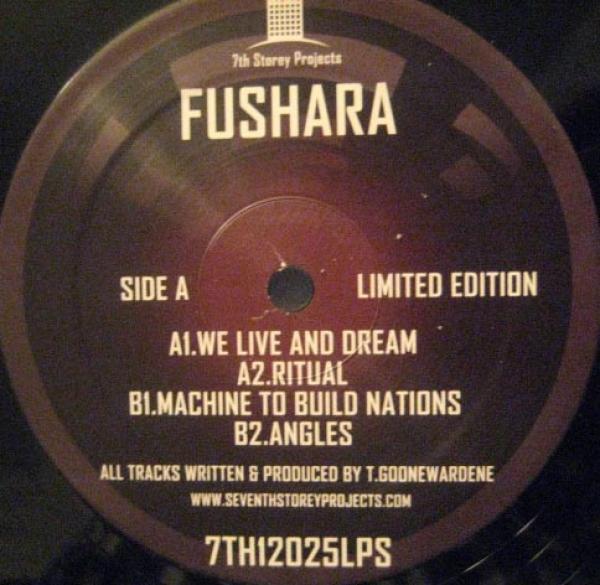 7th Storey Projects
FUSHARA
SIDE A
LIMITED EDITION
A1.WE LIVE AND DREAM
A2.RITUAL
B1.MACHINE TO BUILD NATIONS
B2.ANGLES
ALL TRACKS WRITTEN & PRODUCED BY T.GOONEWARDENE
WWW.SEVENTHSTOREYPROJECTS.COM
7TH12025LPS